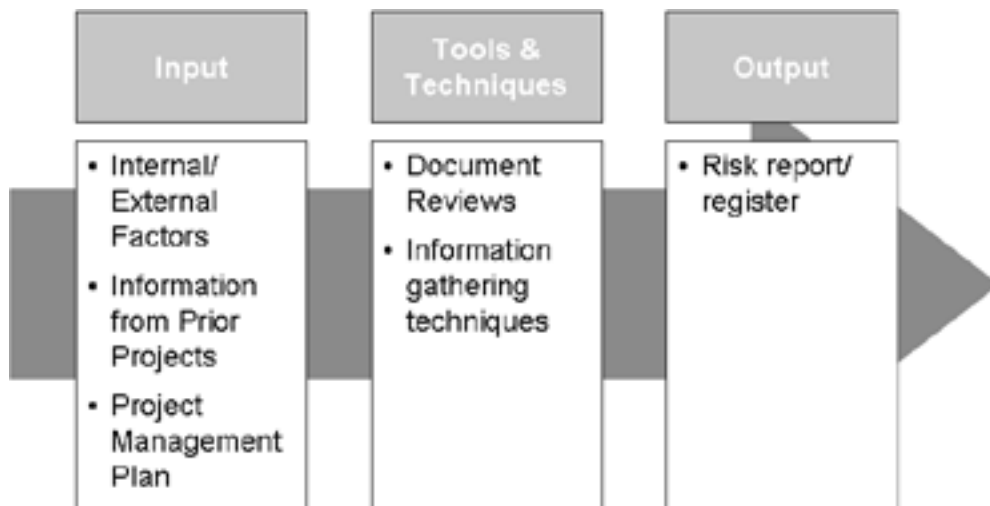 Input
Tools &
Techniques
Output
• Internal/
External
Factors
• Information
from Prior
Projects
• Project
Management
Plan
• Document
Reviews
• Information
gathering
techniques
• Risk report/
register